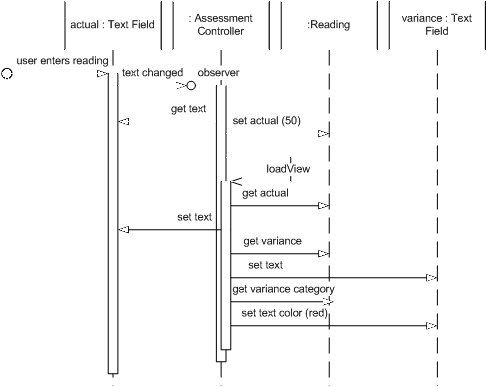 actual : Text Field
: Assessment
Controller
:Reading
variance : Text
Field
user enters reading
text changed
observer
get text
set actual (50)
loadView
get actual
set text
get variance
set text
get variance category
set text color (red)